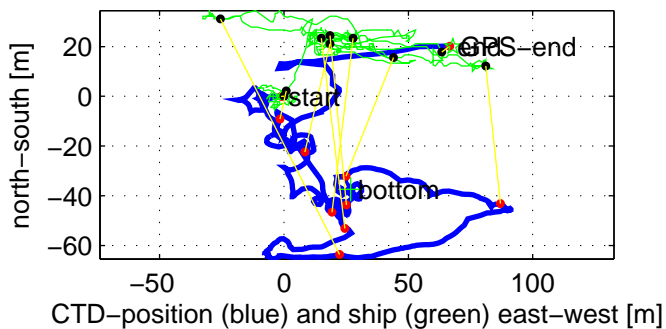 20
0
−20
−40
−60
north−south [m]
end
GPS−end
start
bottom
−50
0
50
100
CTD−position (blue) and ship (green) east−west [m]